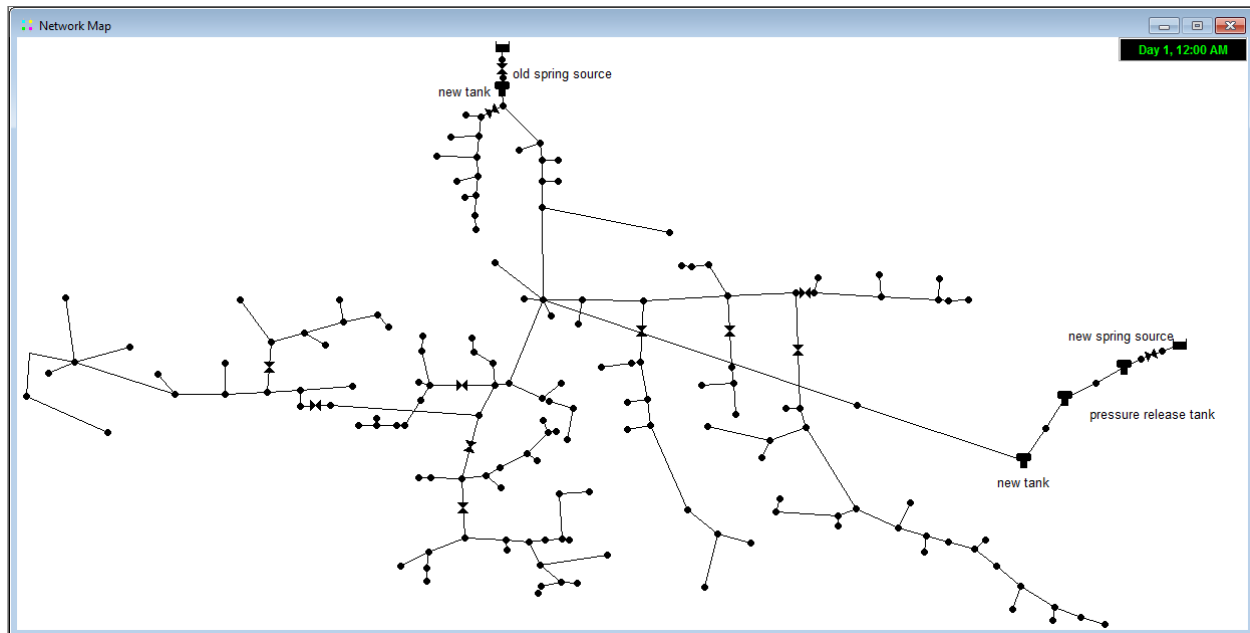 Network Map
Day 1, 12:00 AM
old spring source
new tank
new spring source
pressure release tank
new tank